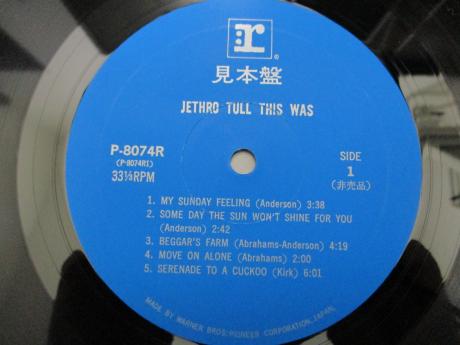 r
®
見本盤
JETHRO TULL THIS WAS
P-8074R
(P-8074R1)
33⅓RPM
SIDE
1
(非売品)
1. MY SUNDAY FEELING (Anderson) 3:38
2. SOME DAY THE SUN WON'T SHINE FOR YOU
(Anderson) 2:42
3. BEGGAR'S FARM (Abrahams-Anderson) 4:19
4. MOVE ON ALONE (Abrahams) 2:00
5. SERENADE TO A CUCKOO (Kirk) 6:01
MADE BY WARNER BROS-PIONEER CORPORATION, JAPAN.